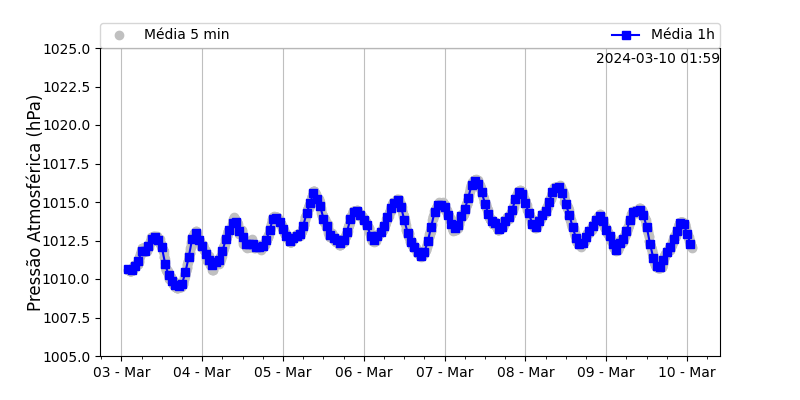 Média 5 min
Média 1h
2024-03-10 01:59
Pressão Atmosférica (hPa)
1025.0
1022.5
1020.0
1017.5
1015.0
1012.5
1010.0
1007.5
1005.0
03 - Mar
04 - Mar
05 - Mar
06 - Mar
07 - Mar
08 - Mar
09 - Mar
10 - Mar